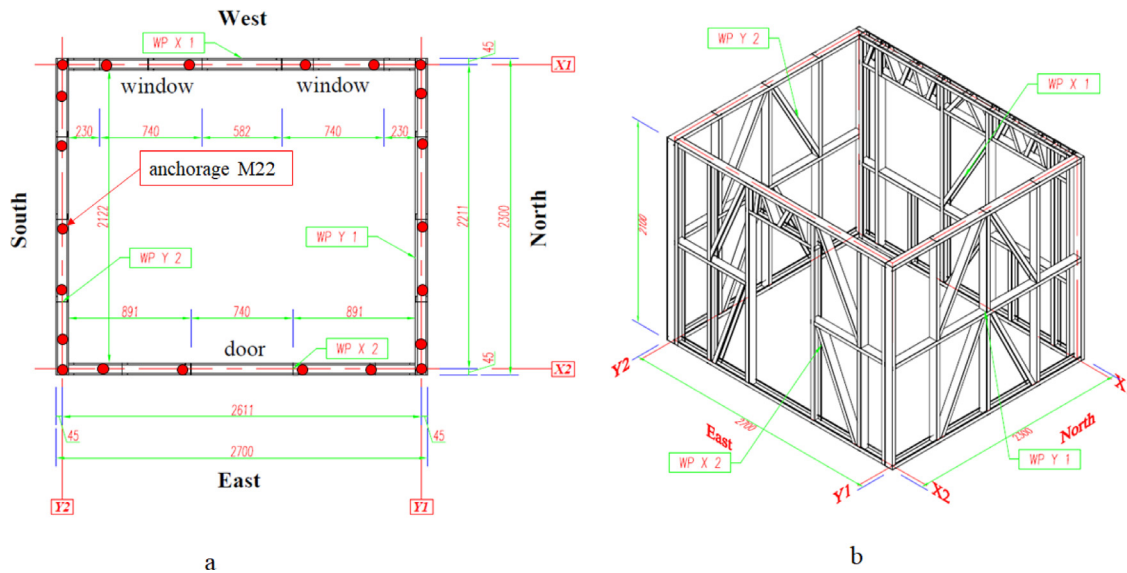 West
WP X 1
45
X1
window
window
230
740
582
740
230
anchorage M22
South
2122
WP Y 1
2211
2300
North
WP Y 2
891
740
891
door
WP X 2
45
X2
2611
45
45
2700
East
Y2
Y1
a
WP Y 2
WP X 1
2700
Y2
East
2700
WP X 2
Y1
X2
2300
North
WP Y 1
X
b